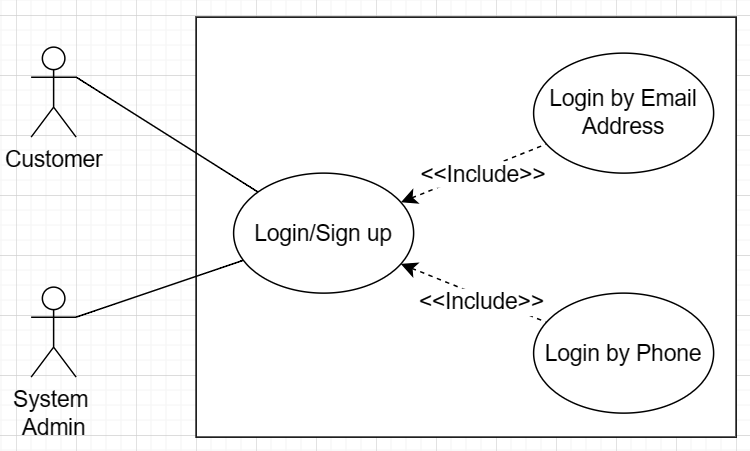 Login by Email
Address
Customer
<<Include>>
Login/Sign up
<<Include>>
Login by Phone
System
Admin